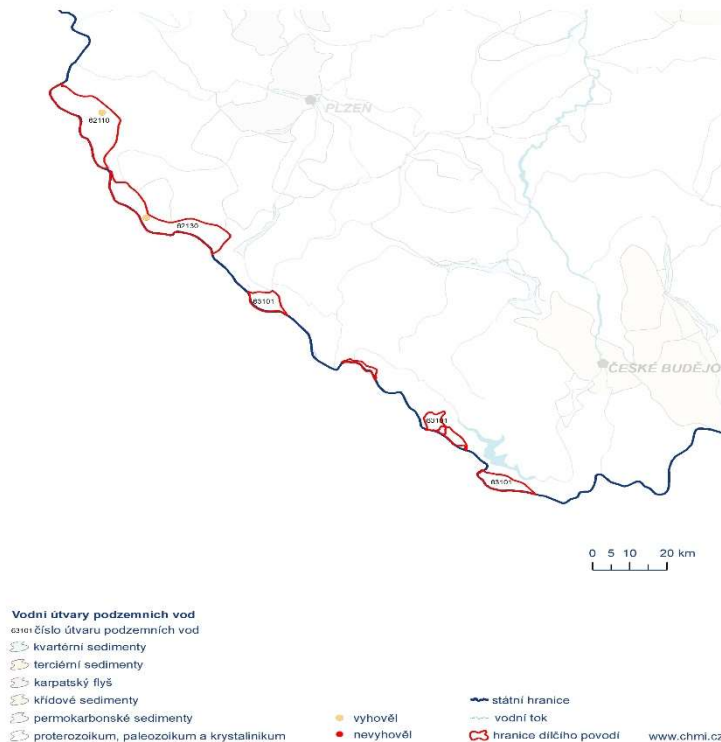 PLZEŇ
62110
62130
63101
ČESKÉ BUDĚJO
63101
63101
0 5 10 20 km
Vodní útvary podzemních vod
63101 číslo útvaru podzemních vod
kvartérní sedimenty
terciérní sedimenty
karpatský flyš
křídové sedimenty
permokarbonské sedimenty
proterozoikum, paleozoikum a krystalinikum
vyhověl
nevyhověl
státní hranice
vodní tok
hranice dílčího povodí
www.chmi.cz